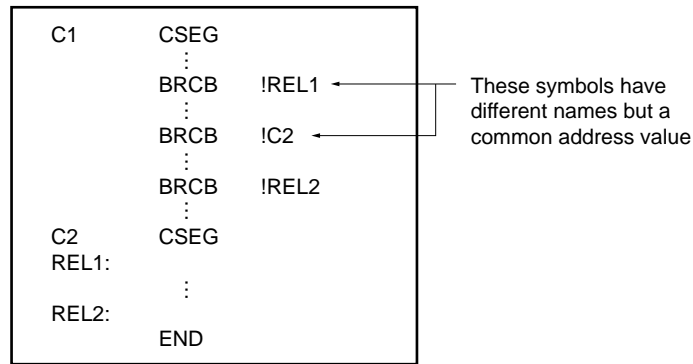 C1 CSEG
⋮
BRCB !REL1
⋮
BRCB !C2
⋮
BRCB !REL2
⋮
C2 CSEG
REL1:
⋮
REL2:
END
These symbols have
different names but a
common address value